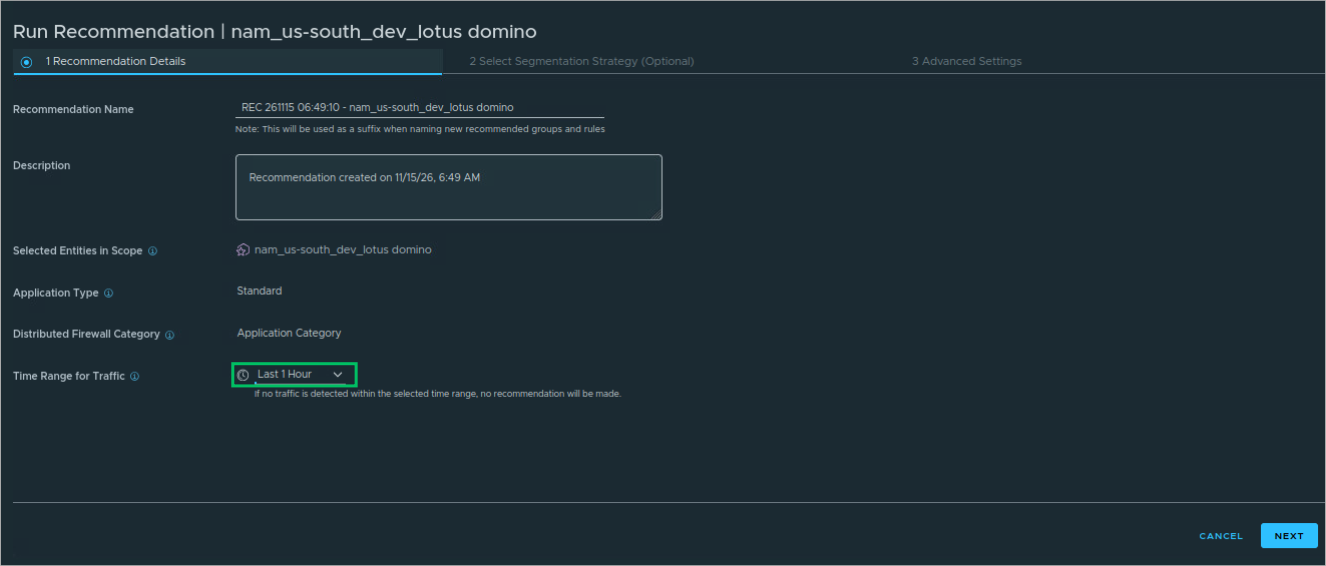 Run Recommendation | nam_us-south_dev_lotus domino
1 Recommendation Details
2 Select Segmentation Strategy (Optional)
3 Advanced Settings
Recommendation Name
REC 261115 06:49:10 - nam_us-south_dev_lotus domino
Note: This will be used as a suffix when naming new recommended groups and rules
Description
Recommendation created on 11/15/26, 6:49 AM
Selected Entities in Scope
nam_us-south_dev_lotus domino
Application Type
Standard
Distributed Firewall Category
Application Category
Time Range for Traffic
Last 1 Hour
If no traffic is detected within the selected time range, no recommendation will be made.
CANCEL
NEXT